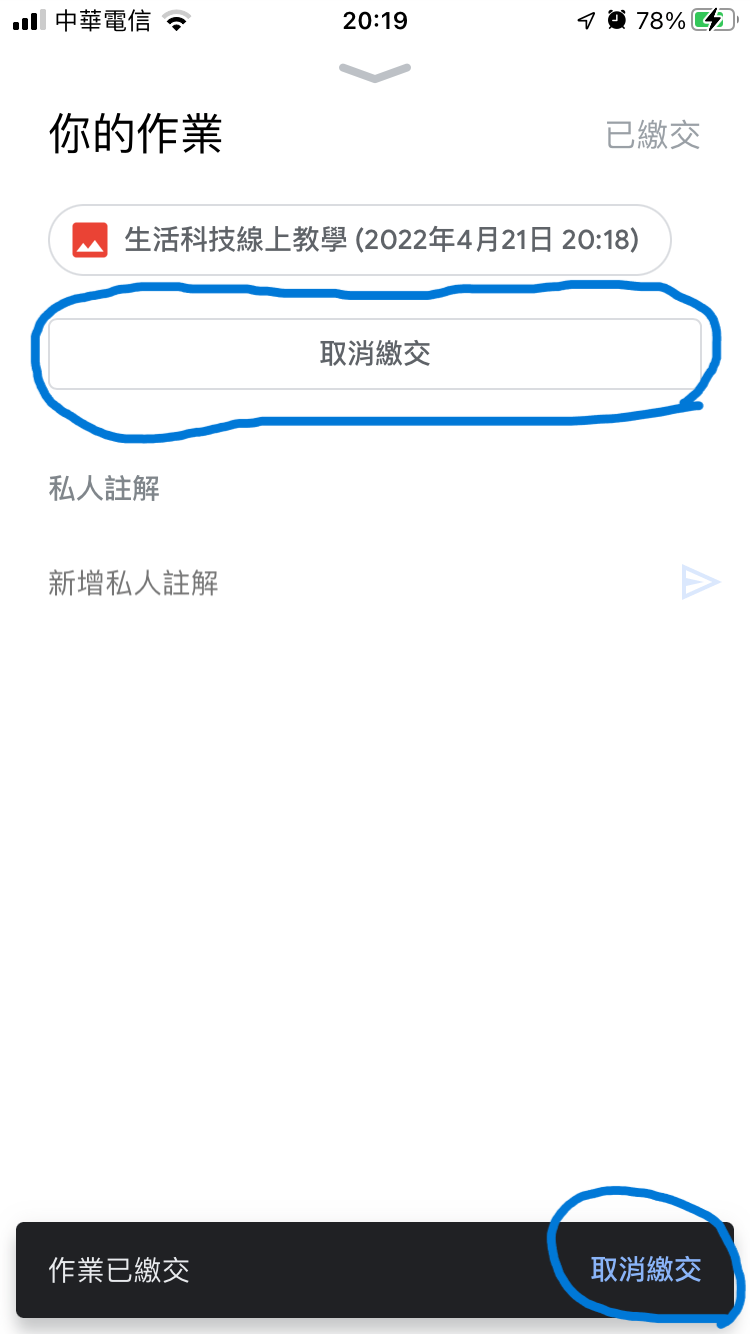 中華電信 20:19 78%
你的作業 已繳交
生活科技線上教學 (2022年4月21日 20:18)
取消繳交
私人註解
新增私人註解
作業已繳交 取消繳交